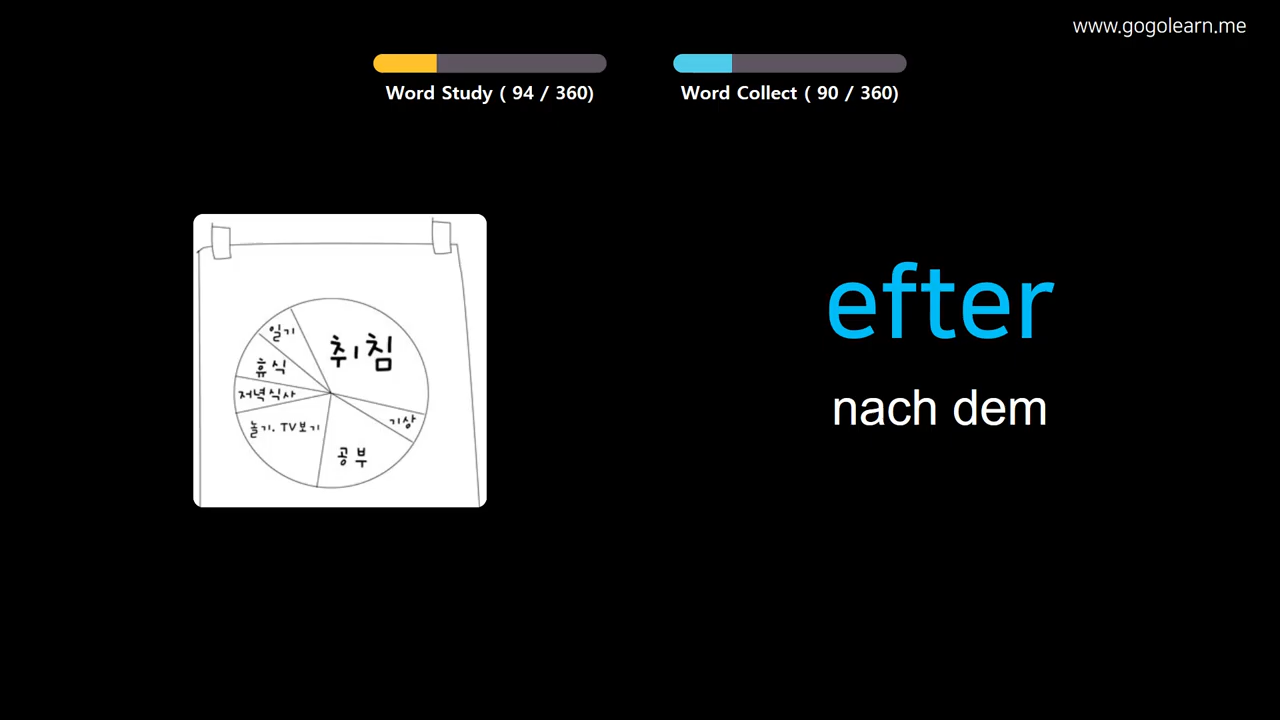 www.gogolearn.me
Word Study ( 94 / 360)
Word Collect ( 90 / 360)
일기
취침
휴식
저녁식사
기상
놀기. TV보기
공부
efter
nach dem